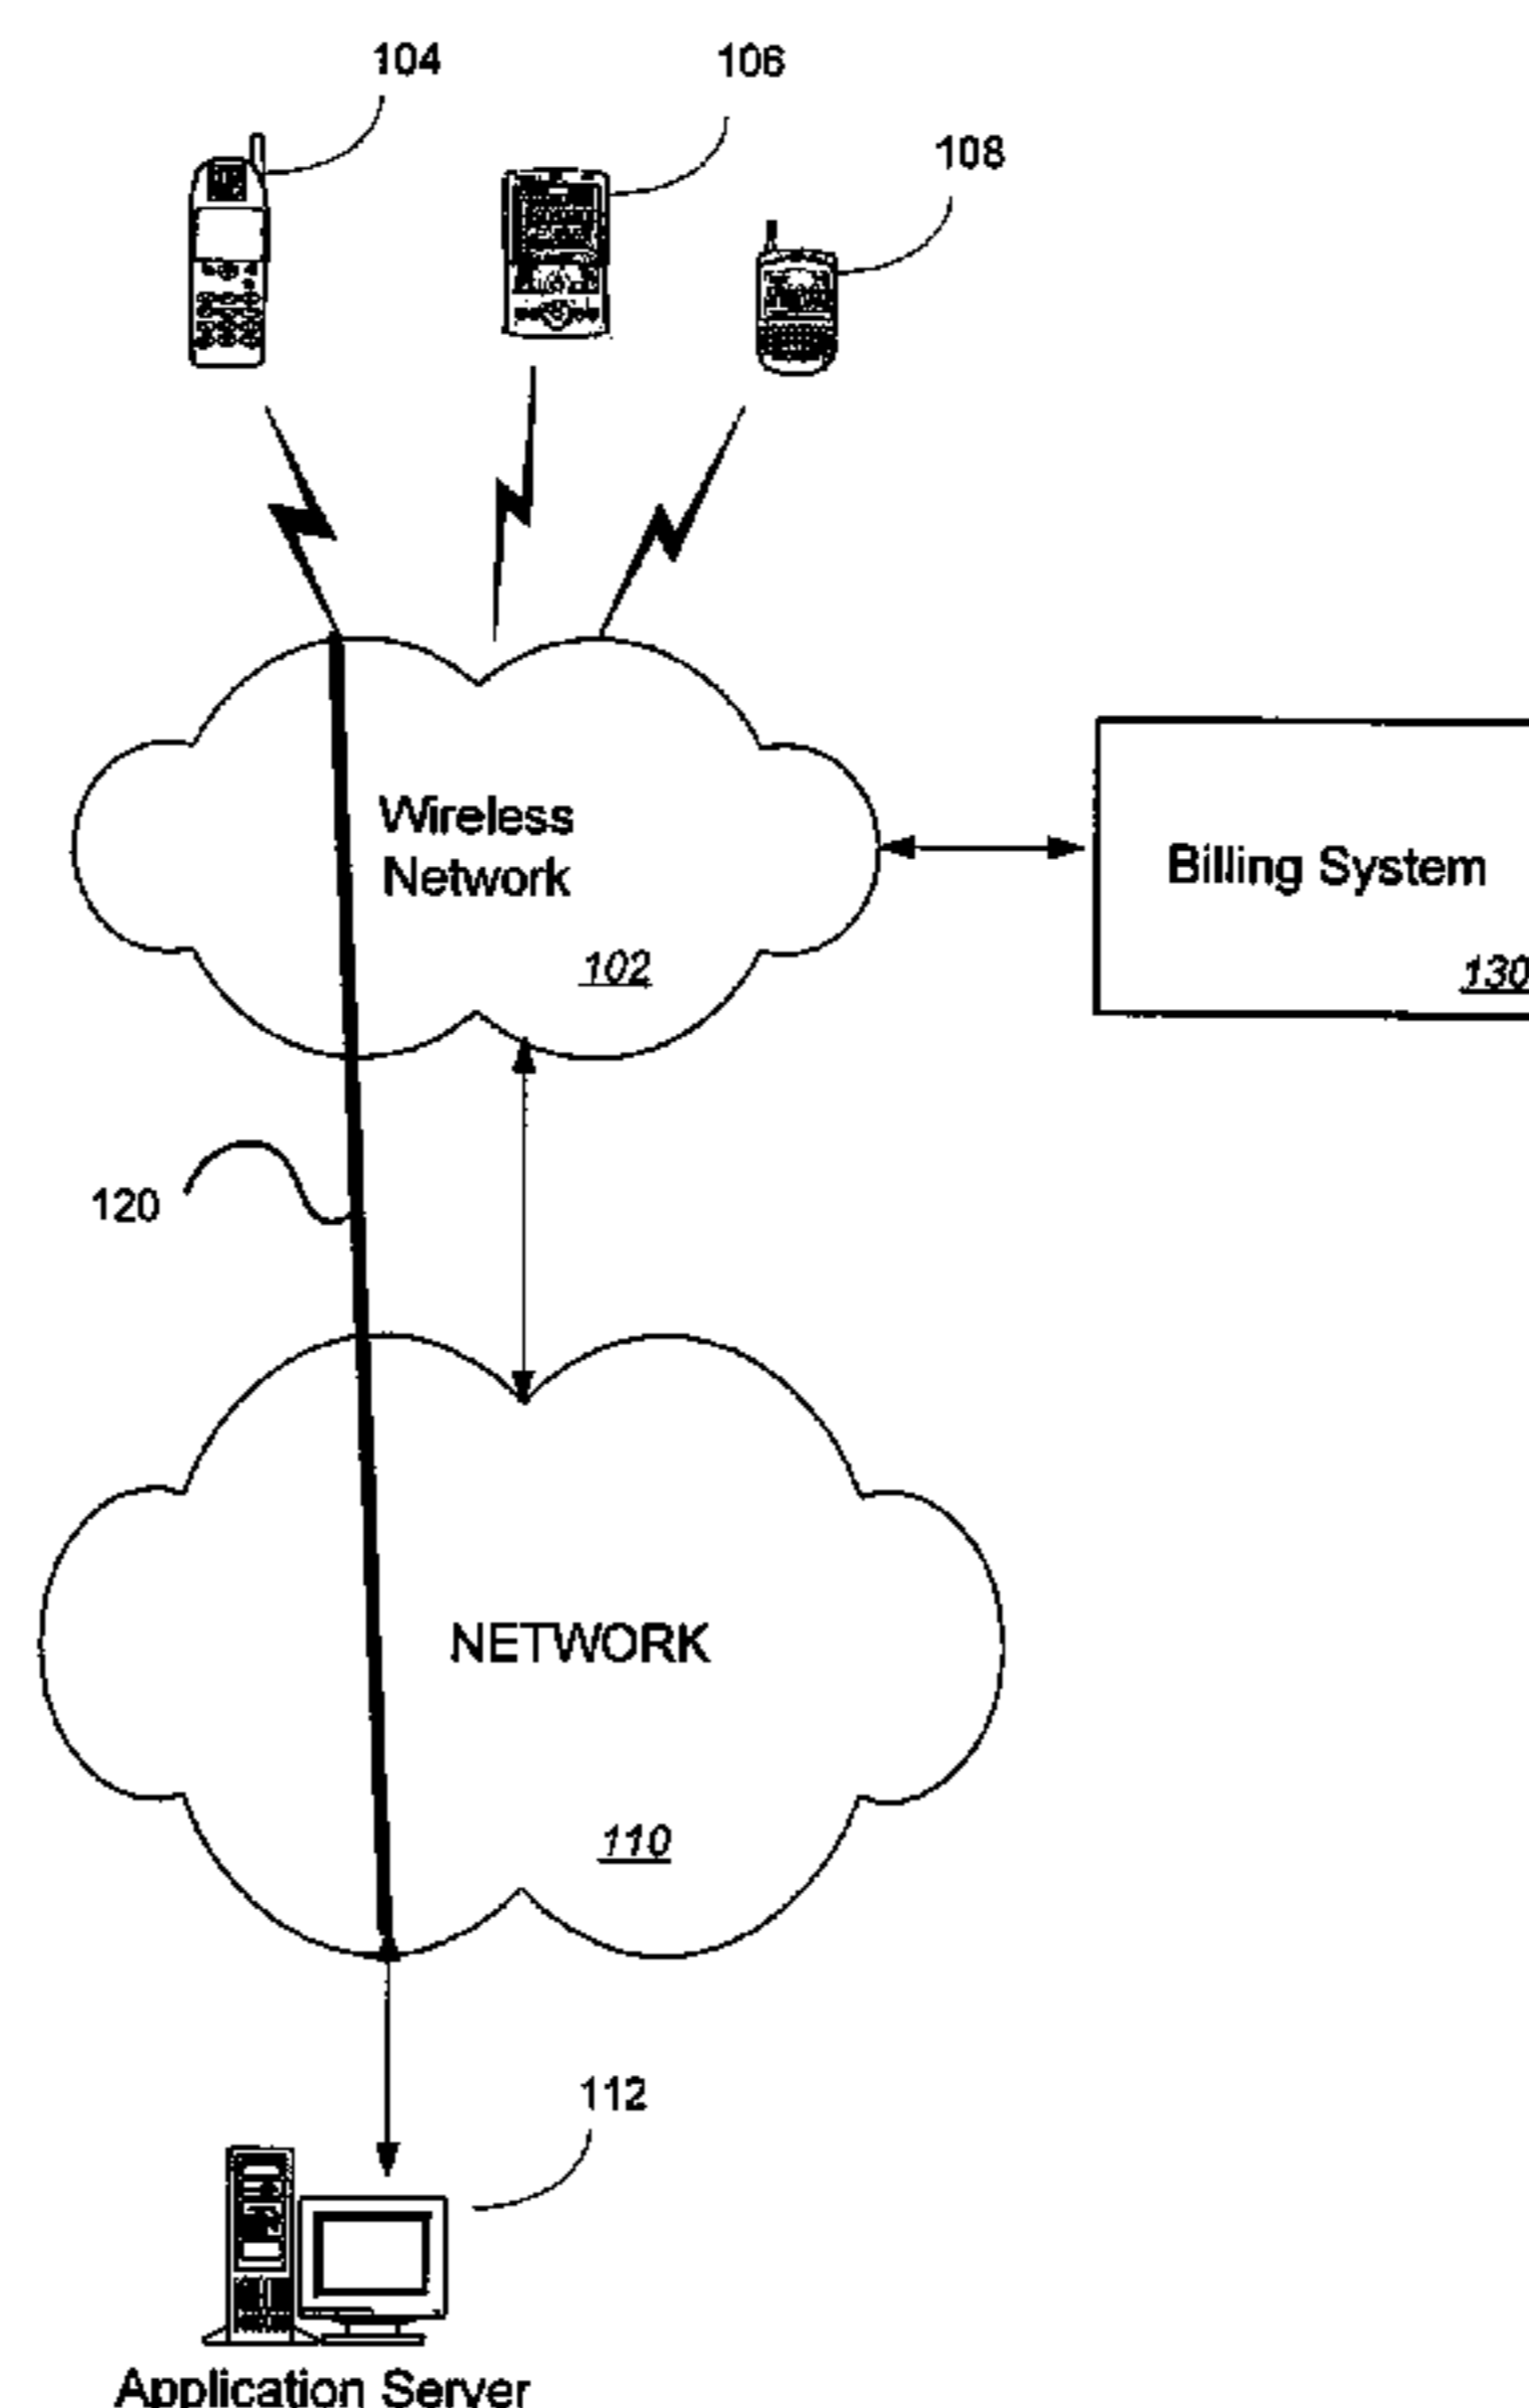 104
106
108
Wireless
Network
102
Billing System
130
120
NETWORK
110
112
Application Server